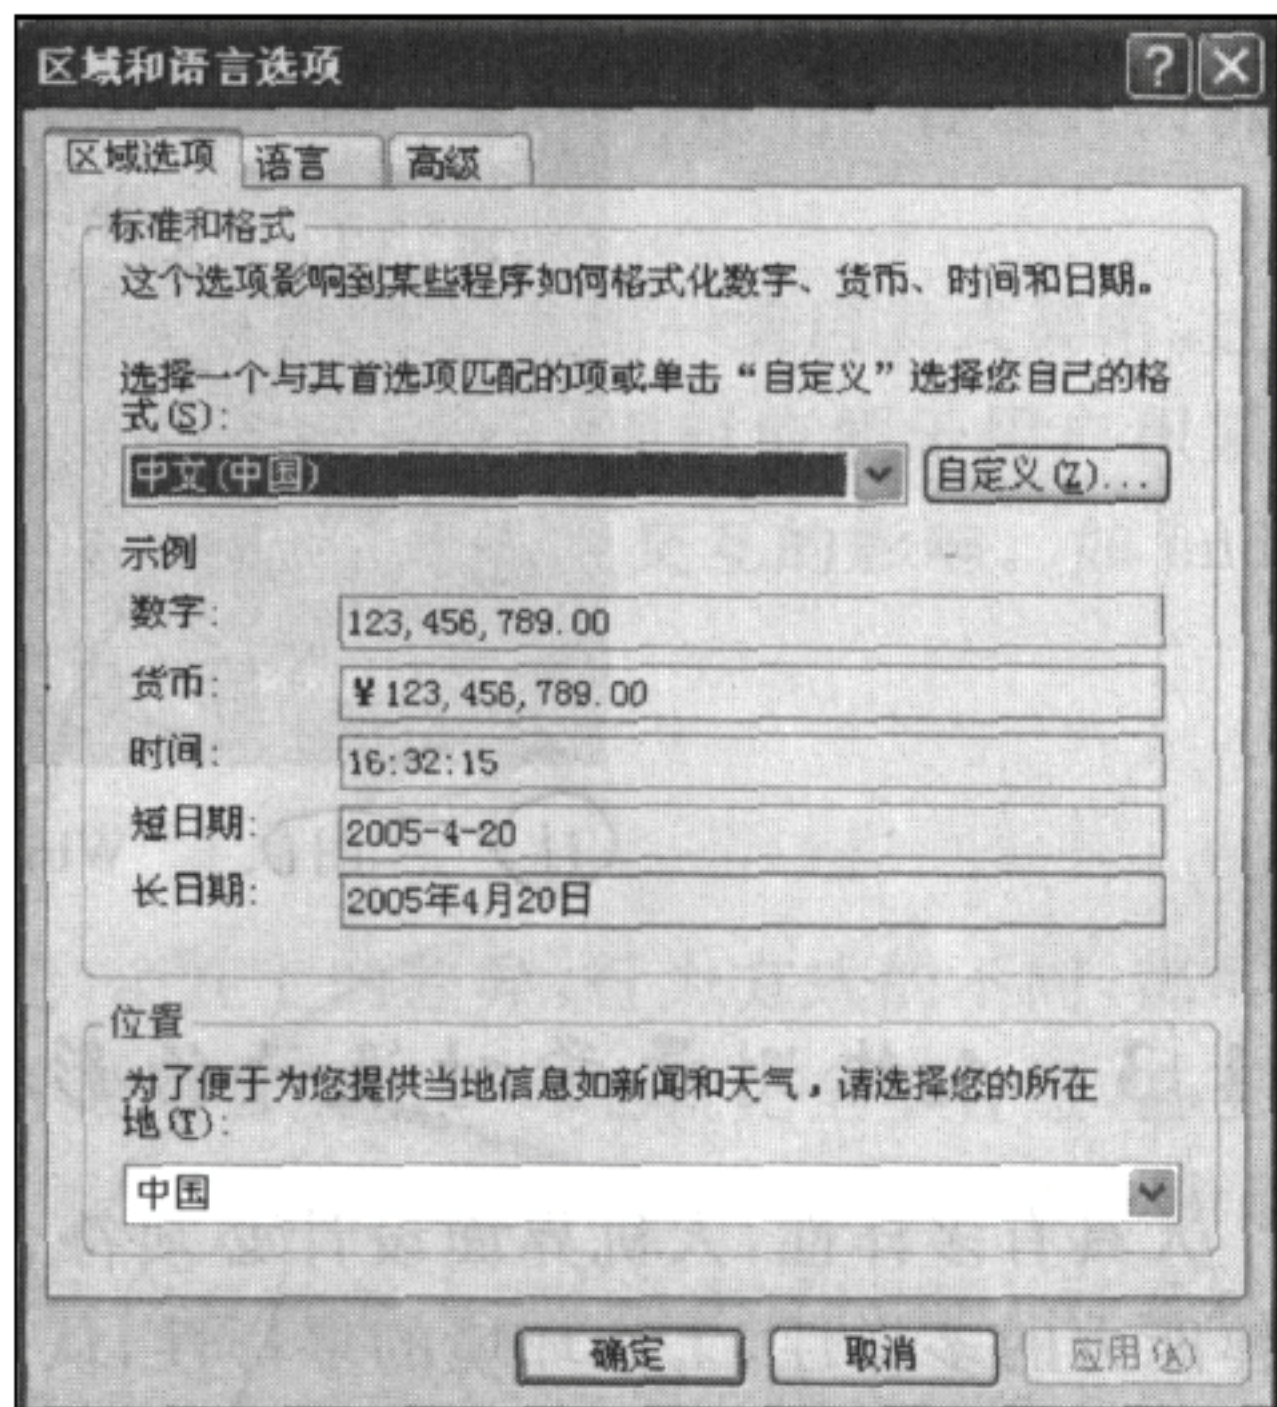 区域和语言选项
区域选项 语言 高级
标准和格式
这个选项影响到某些程序如何格式化数字、货币、时间和日期。
选择一个与其首选项匹配的项或单击“自定义”选择您自己的格
式(S):
中文(中国) 自定义(Z)...
示例
数字: 123,456,789.00
货币: ¥123,456,789.00
时间: 16:32:15
短日期: 2005-4-20
长日期: 2005年4月20日
位置
为了便于为您提供当地信息如新闻和天气，请选择您的所在
地(T):
中国
确定 取消 应用(A)